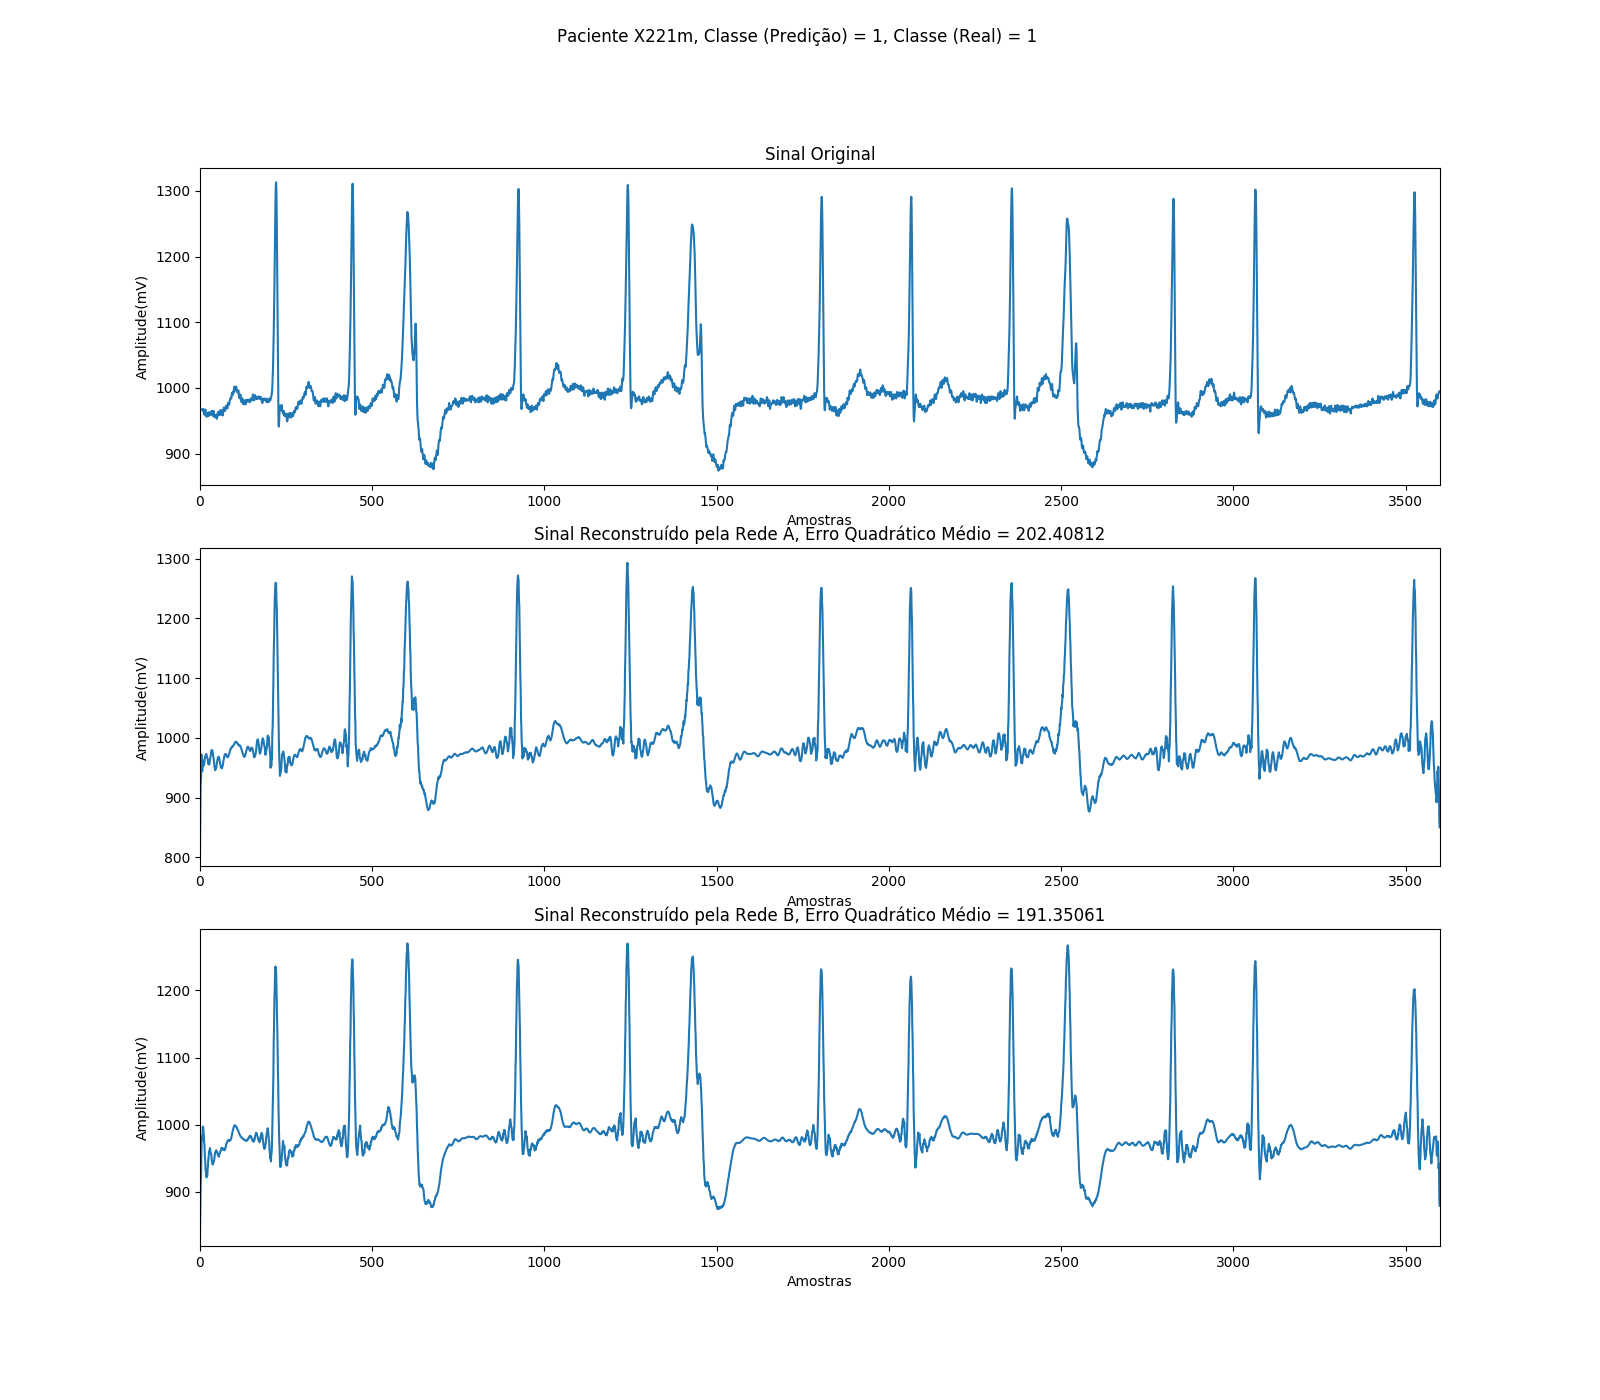 Paciente X221m, Classe (Predição) = 1, Classe (Real) = 1
Sinal Original
1300
1200
1100
1000
900
Amplitude(mV)
0 500 1000 1500 2000 2500 3000 3500
Amostras
Sinal Reconstruído pela Rede A, Erro Quadrático Médio = 202.40812
1300
1200
1100
1000
900
800
Amplitude(mV)
0 500 1000 1500 2000 2500 3000 3500
Amostras
Sinal Reconstruído pela Rede B, Erro Quadrático Médio = 191.35061
1200
1100
1000
900
Amplitude(mV)
0 500 1000 1500 2000 2500 3000 3500
Amostras